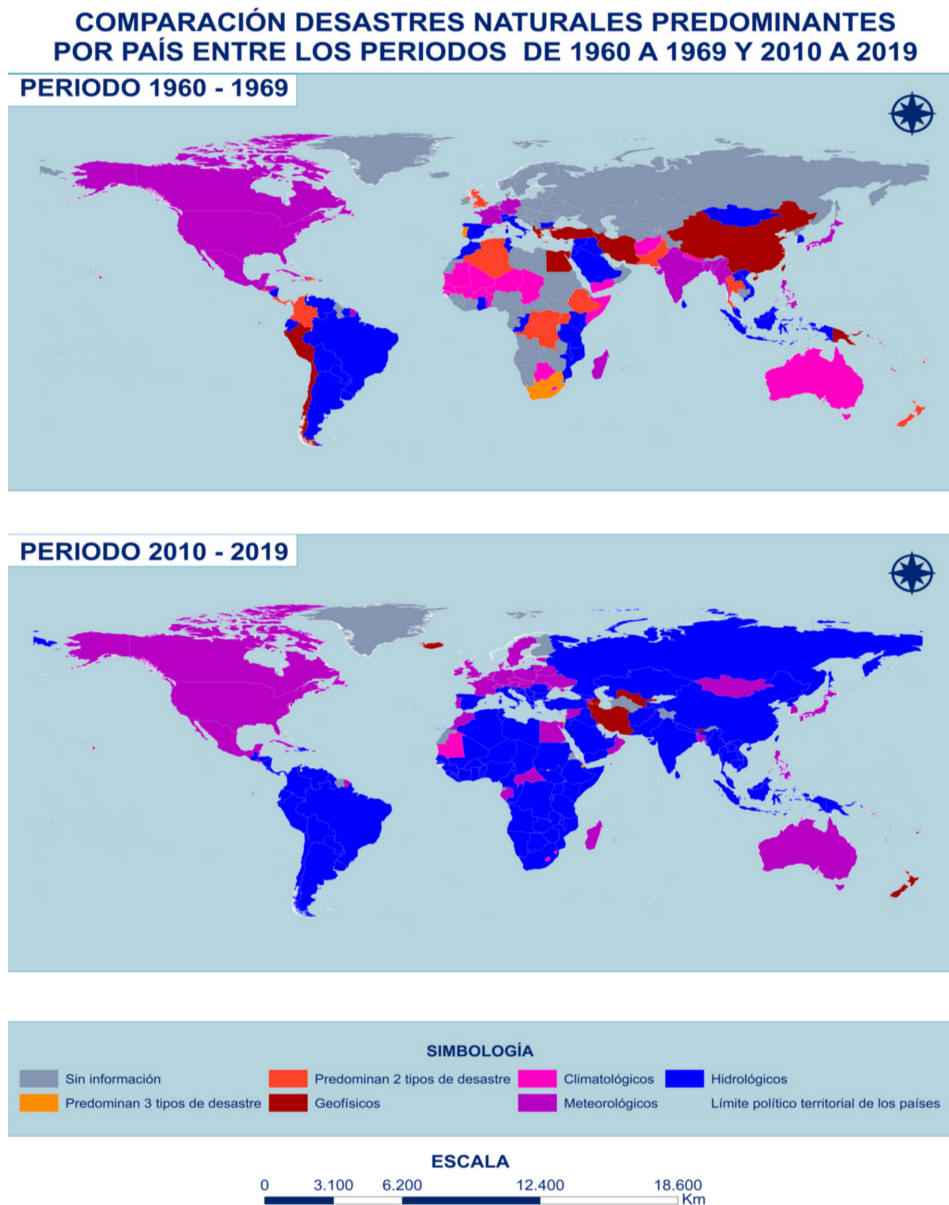 COMPARACIÓN DESASTRES NATURALES PREDOMINANTES
POR PAÍS ENTRE LOS PERIODOS DE 1960 A 1969 Y 2010 A 2019
PERIODO 1960 - 1969
PERIODO 2010 - 2019
SIMBOLOGÍA
Sin información
Predominan 2 tipos de desastre
Climatológicos
Hidrológicos
Predominan 3 tipos de desastre
Geofísicos
Meteorológicos
Límite político territorial de los países
ESCALA
0 3.100 6.200 12.400 18.600
Km